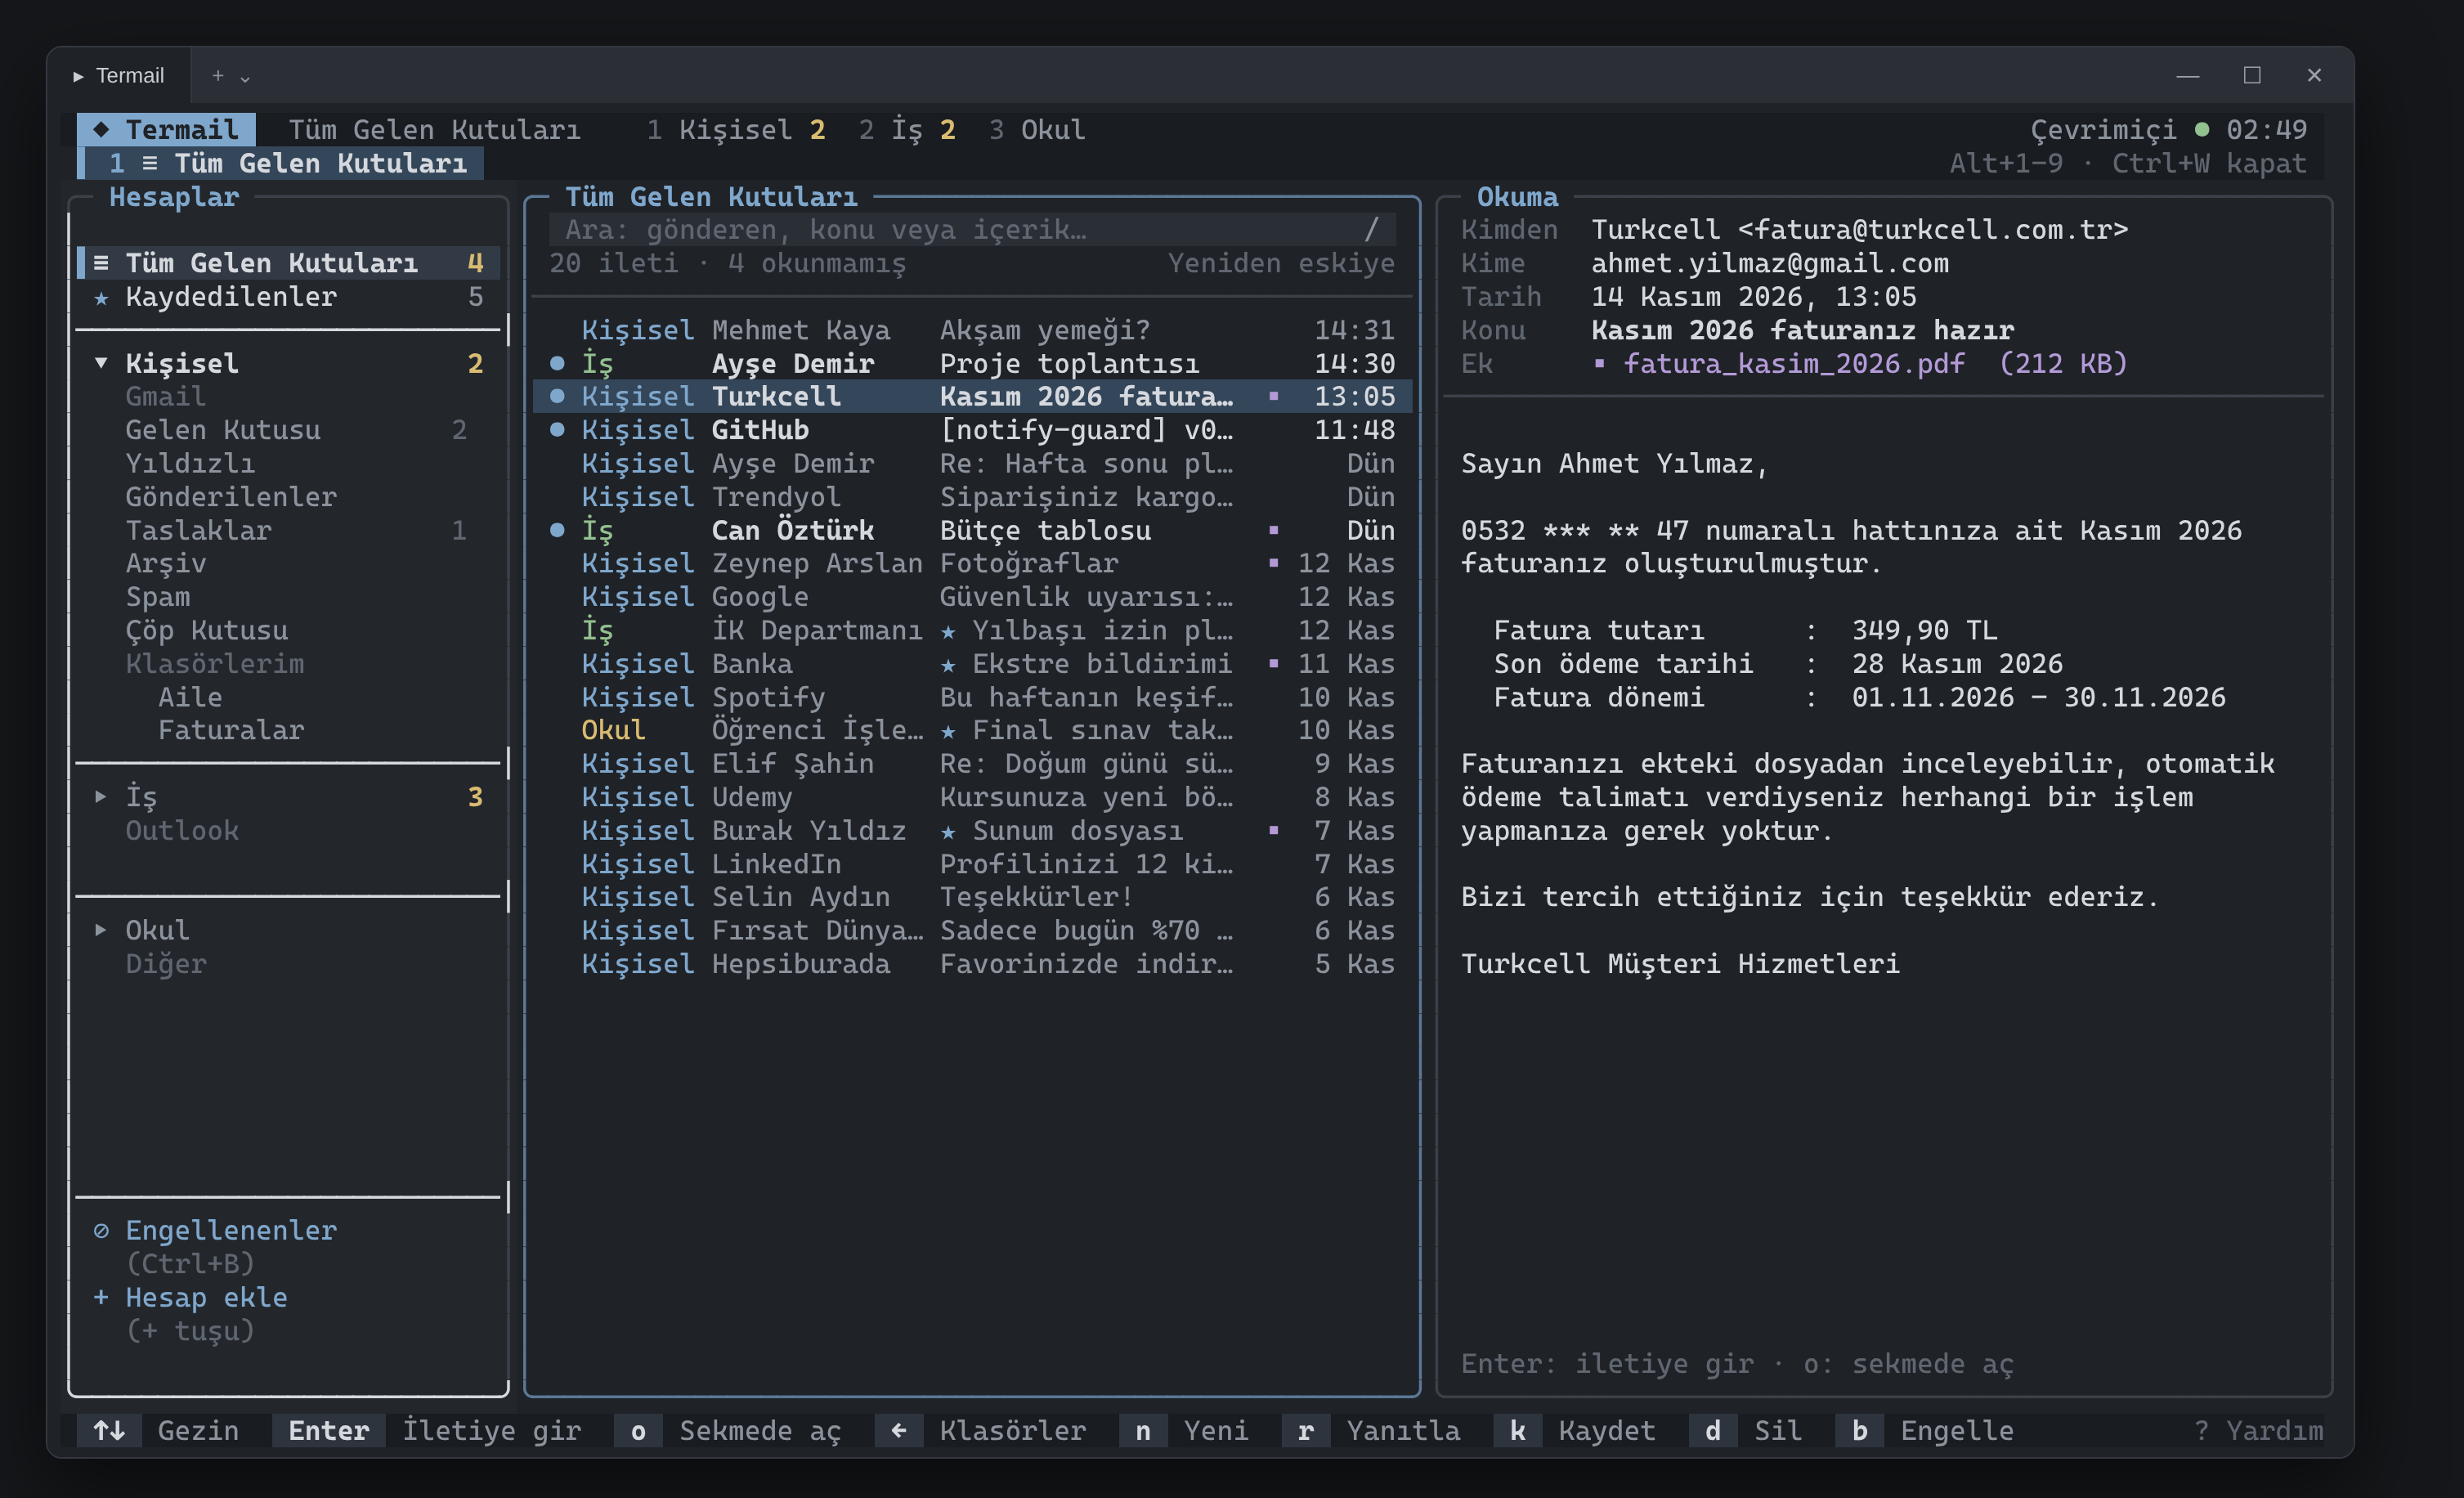 ▸ Termail + ⌄ — ☐ ✕
◆ Termail Tüm Gelen Kutuları 1 Kişisel 2 2 İş 2 3 Okul Çevrimiçi ● 02:49
1 ≡ Tüm Gelen Kutuları Alt+1-9 · Ctrl+W kapat
Hesaplar
≡ Tüm Gelen Kutuları 4
★ Kaydedilenler 5
▼ Kişisel 2
Gmail
Gelen Kutusu 2
Yıldızlı
Gönderilenler
Taslaklar 1
Arşiv
Spam
Çöp Kutusu
Klasörlerim
Aile
Faturalar
▶ İş 3
Outlook
▶ Okul
Diğer
⊘ Engellenenler
(Ctrl+B)
+ Hesap ekle
(+ tuşu)
Tüm Gelen Kutuları
Ara: gönderen, konu veya içerik… /
20 ileti · 4 okunmamış Yeniden eskiye
Kişisel Mehmet Kaya Akşam yemeği? 14:31
● İş Ayşe Demir Proje toplantısı 14:30
● Kişisel Turkcell Kasım 2026 fatura… ▪ 13:05
● Kişisel GitHub [notify-guard] v0… 11:48
Kişisel Ayşe Demir Re: Hafta sonu pl… Dün
Kişisel Trendyol Siparişiniz kargo… Dün
● İş Can Öztürk Bütçe tablosu ▪ Dün
Kişisel Zeynep Arslan Fotoğraflar ▪ 12 Kas
Kişisel Google Güvenlik uyarısı:… 12 Kas
İş İK Departmanı ★ Yılbaşı izin pl… 12 Kas
Kişisel Banka ★ Ekstre bildirimi ▪ 11 Kas
Kişisel Spotify Bu haftanın keşif… 10 Kas
Okul Öğrenci İşle… ★ Final sınav tak… 10 Kas
Kişisel Elif Şahin Re: Doğum günü sü… 9 Kas
Kişisel Udemy Kursunuza yeni bö… 8 Kas
Kişisel Burak Yıldız ★ Sunum dosyası ▪ 7 Kas
Kişisel LinkedIn Profilinizi 12 ki… 7 Kas
Kişisel Selin Aydın Teşekkürler! 6 Kas
Kişisel Fırsat Dünya… Sadece bugün %70 … 6 Kas
Kişisel Hepsiburada Favorinizde indir… 5 Kas
Okuma
Kimden Turkcell <fatura@turkcell.com.tr>
Kime ahmet.yilmaz@gmail.com
Tarih 14 Kasım 2026, 13:05
Konu Kasım 2026 faturanız hazır
Ek ▪ fatura_kasim_2026.pdf (212 KB)
Sayın Ahmet Yılmaz,
0532 *** ** 47 numaralı hattınıza ait Kasım 2026
faturanız oluşturulmuştur.
Fatura tutarı : 349,90 TL
Son ödeme tarihi : 28 Kasım 2026
Fatura dönemi : 01.11.2026 - 30.11.2026
Faturanızı ekteki dosyadan inceleyebilir, otomatik
ödeme talimatı verdiyseniz herhangi bir işlem
yapmanıza gerek yoktur.
Bizi tercih ettiğiniz için teşekkür ederiz.
Turkcell Müşteri Hizmetleri
Enter: iletiye gir · o: sekmede aç
↑↓ Gezin Enter İletiye gir o Sekmede aç ← Klasörler n Yeni r Yanıtla k Kaydet d Sil b Engelle ? Yardım